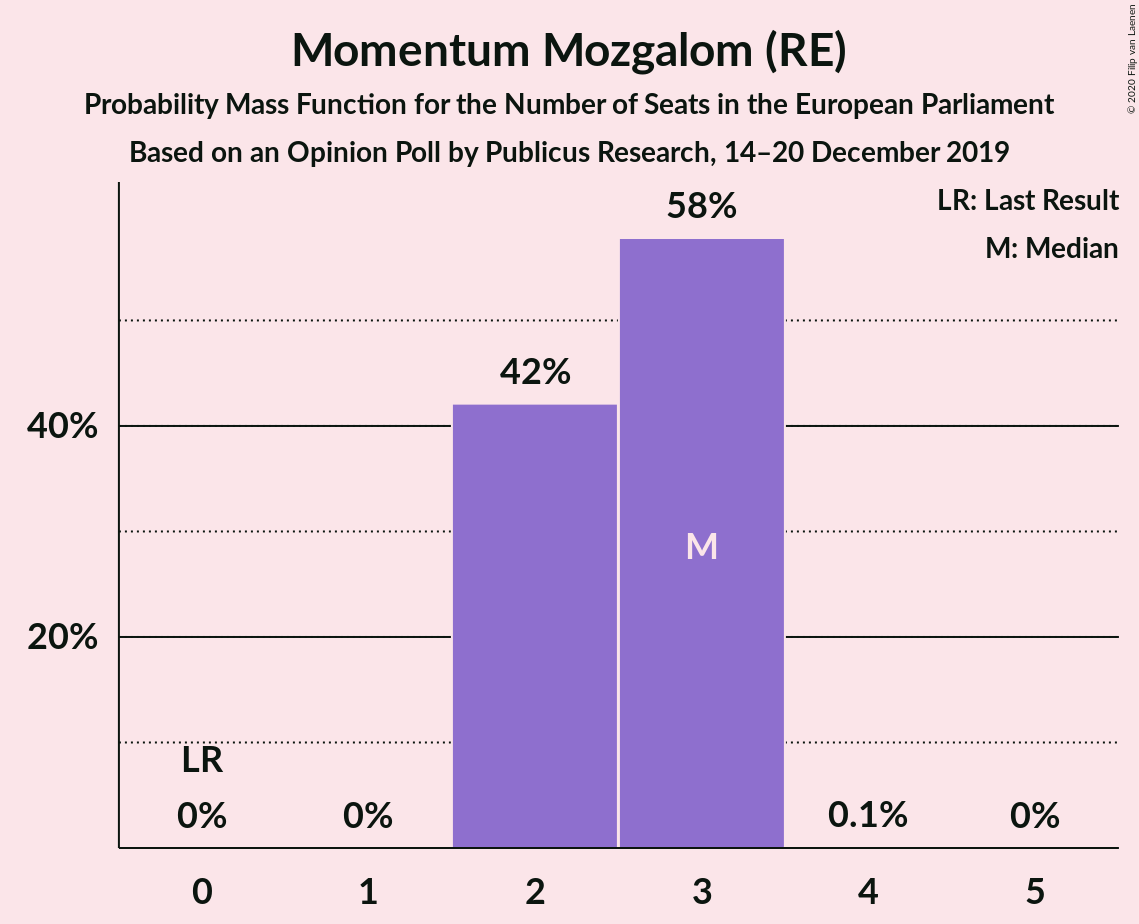 Momentum Mozgalom (RE)
Probability Mass Function for the Number of Seats in the European Parliament
Based on an Opinion Poll by Publicus Research, 14–20 December 2019
© 2020 Filip van Laenen
LR: Last Result
M: Median
58%
42%
40%
M
20%
LR
0%
0%
0.1%
0%
0
1
2
3
4
5